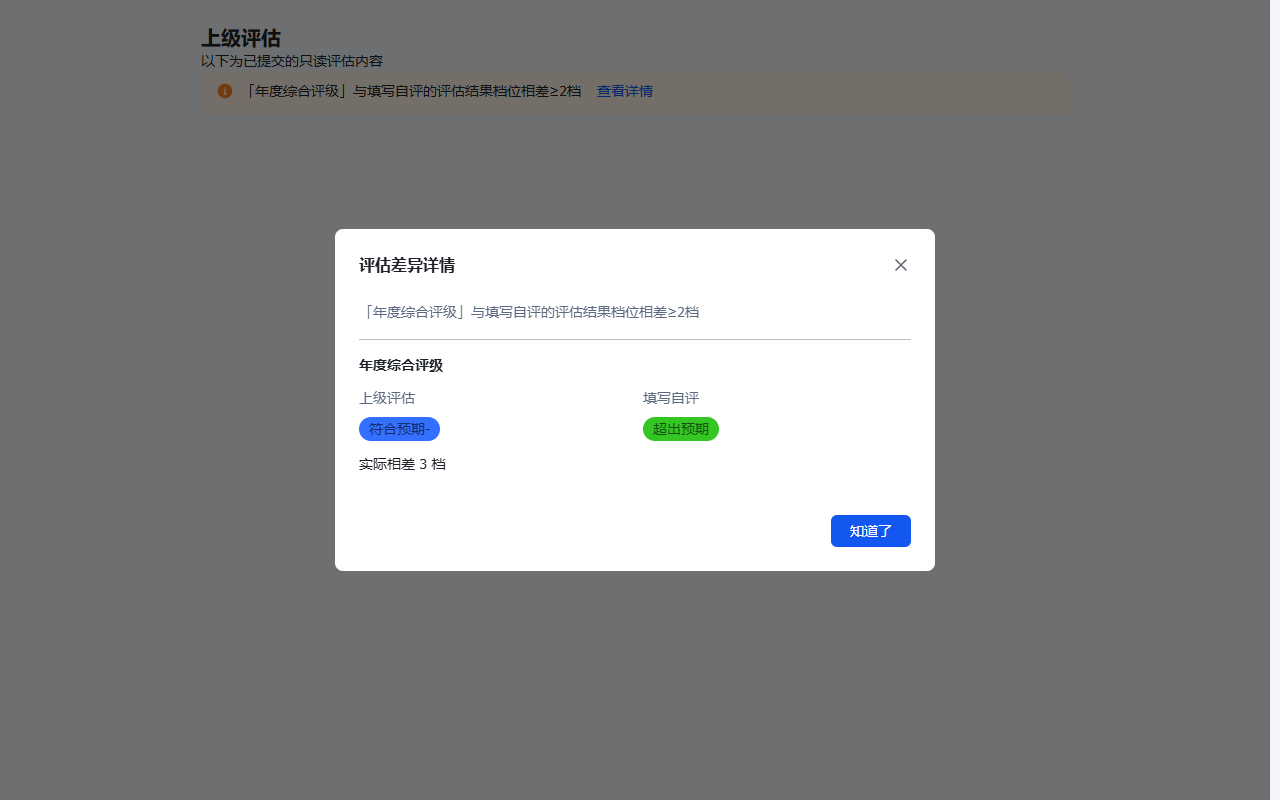 上级评估
以下为已提交的只读评估内容
「年度综合评级」与填写自评的评估结果档位相差≥2档 查看详情
评估差异详情
「年度综合评级」与填写自评的评估结果档位相差≥2档
年度综合评级
上级评估 填写自评
符合预期- 超出预期
实际相差 3 档
知道了